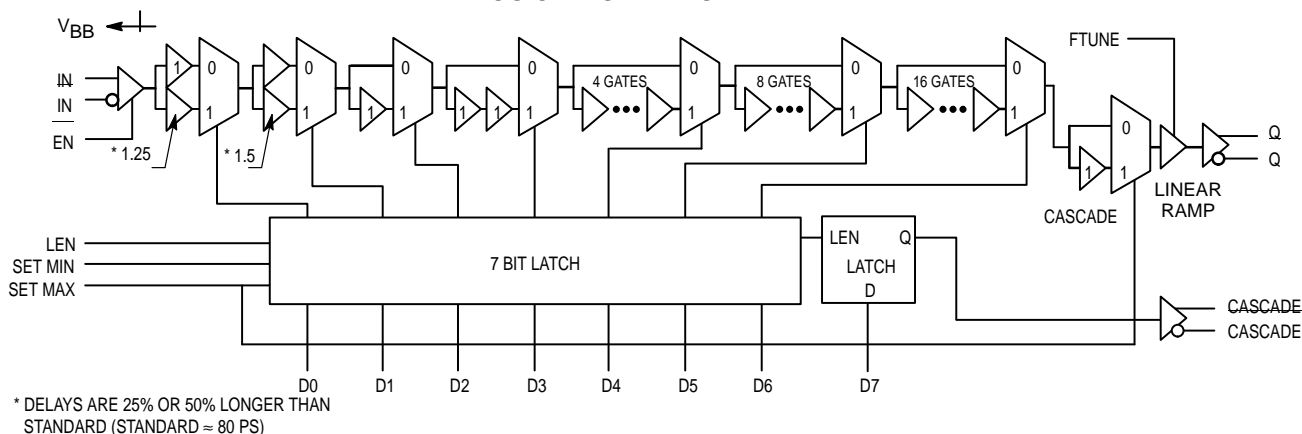 V_BB
FTUNE
1 0
0
0
0
4 GATES
0
8 GATES
0
16 GATES
0
IN
IN
1
1
1 1
1 1 1
1
1
1
0
Q
Q
EN
* 1.25
* 1.5
1 1
LINEAR
RAMP
CASCADE
LEN
SET MIN
SET MAX
7 BIT LATCH
LEN Q
LATCH
D
CASCADE
CASCADE
D0 D1 D2 D3 D4 D5 D6 D7
* DELAYS ARE 25% OR 50% LONGER THAN
STANDARD (STANDARD ≈ 80 PS)